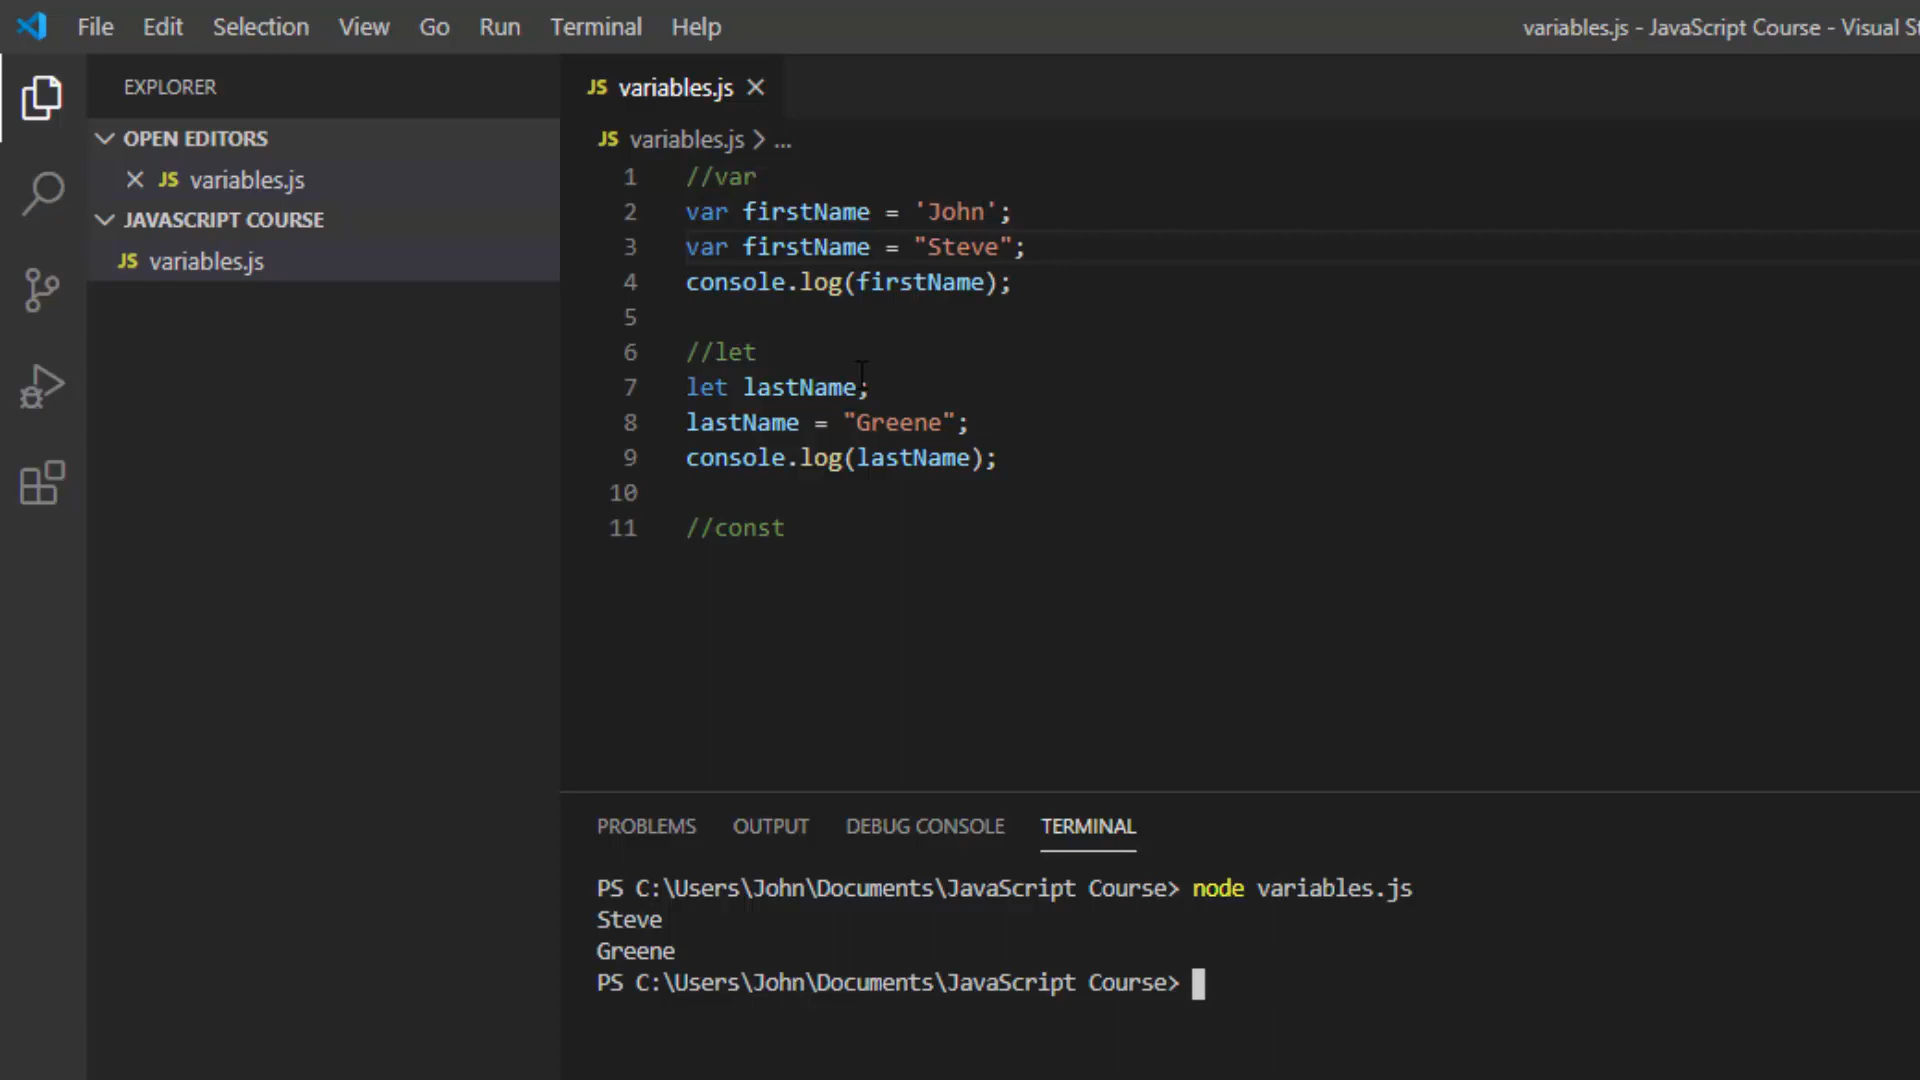 File Edit Selection View Go Run Terminal Help
variables.js - JavaScript Course - Visual St
EXPLORER
OPEN EDITORS
JS variables.js
JAVASCRIPT COURSE
JS variables.js
JS variables.js
JS variables.js > ...
1 //var
2 var firstName = 'John';
3 var firstName = "Steve";
4 console.log(firstName);
5
6 //let
7 let lastName;
8 lastName = "Greene";
9 console.log(lastName);
10
11 //const
PROBLEMS OUTPUT DEBUG CONSOLE TERMINAL
PS C:\Users\John\Documents\JavaScript Course> node variables.js
Steve
Greene
PS C:\Users\John\Documents\JavaScript Course>